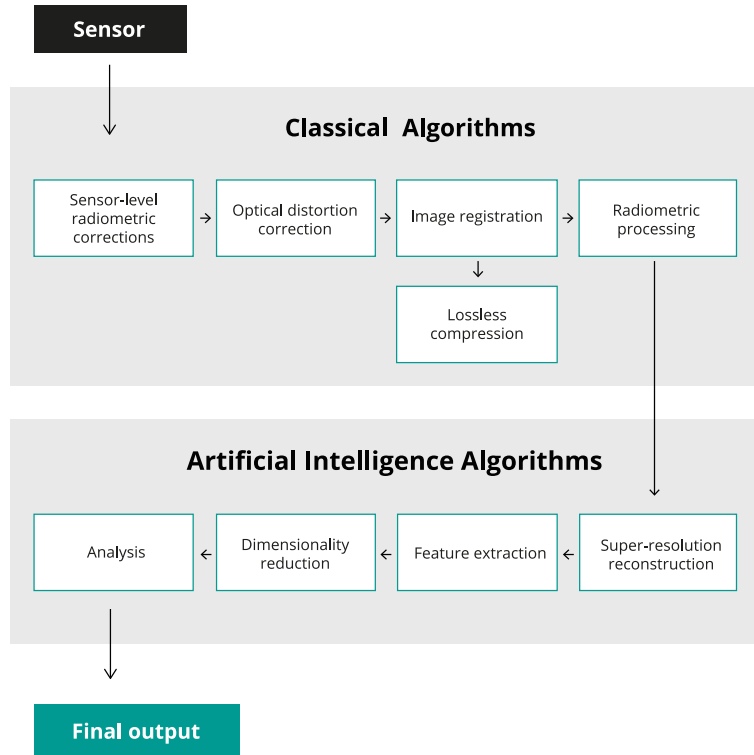 Sensor
Classical Algorithms
Sensor-level
radiometric
corrections
Optical distortion
correction
Image registration
Radiometric
processing
Lossless
compression
Artificial Intelligence Algorithms
Analysis
Dimensionality
reduction
Feature extraction
Super-resolution
reconstruction
Final output